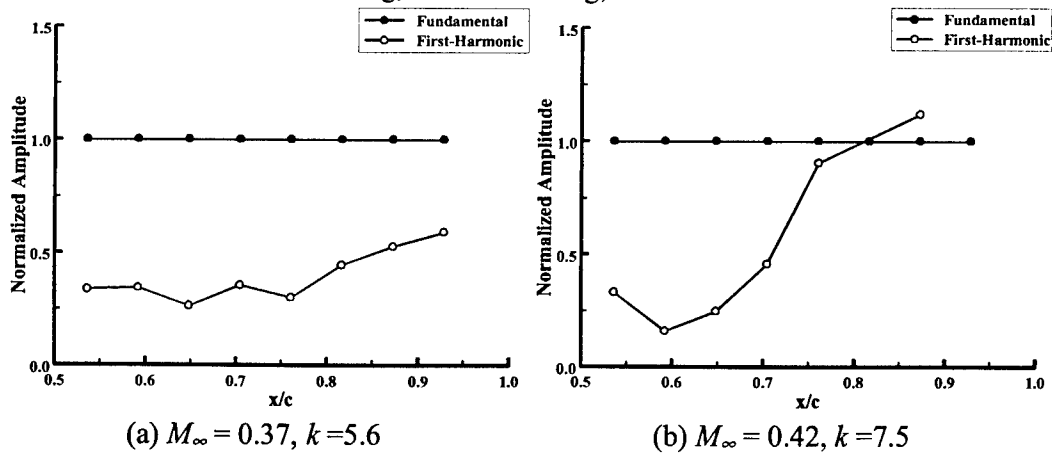 Fundamental
First-Harmonic
1.5
1.0
0.5
0.0
Normalized Amplitude
0.5 0.6 0.7 0.8 0.9 1.0
x/c
(a) M∞ = 0.37, k =5.6
Fundamental
First-Harmonic
1.5
1.0
0.5
0.0
Normalized Amplitude
0.5 0.6 0.7 0.8 0.9 1.0
x/c
(b) M∞ = 0.42, k =7.5